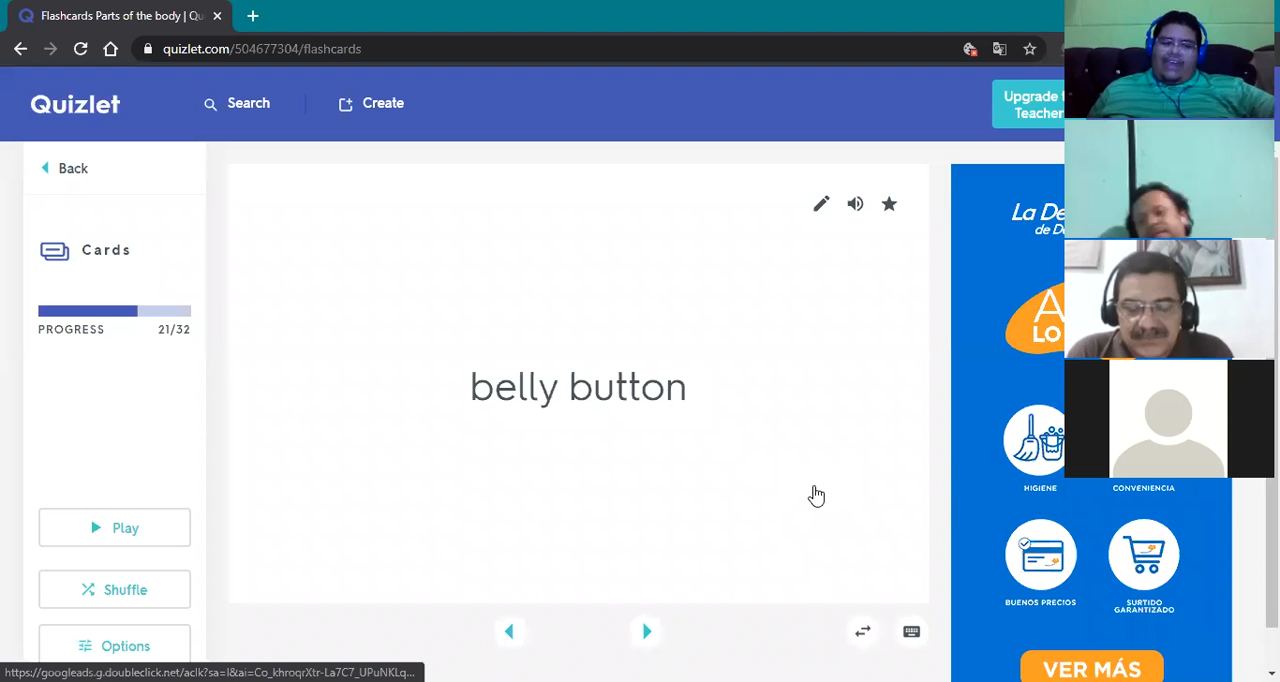 Flashcards Parts of the body | Qu
quizlet.com/504677304/flashcards
Quizlet
Search
Create
Upgrade
Teacher
Back
Cards
PROGRESS 21/32
belly button
Play
Shuffle
Options
La De
de De
A
LO
HIGIENE
CONVENIENCIA
BUENOS PRECIOS
SURTIDO
GARANTIZADO
VER MÁS
https://googleads.g.doubleclick.net/aclk?sa=l&ai=Co_khroqrXtr-La7C7_UPuNKLq...